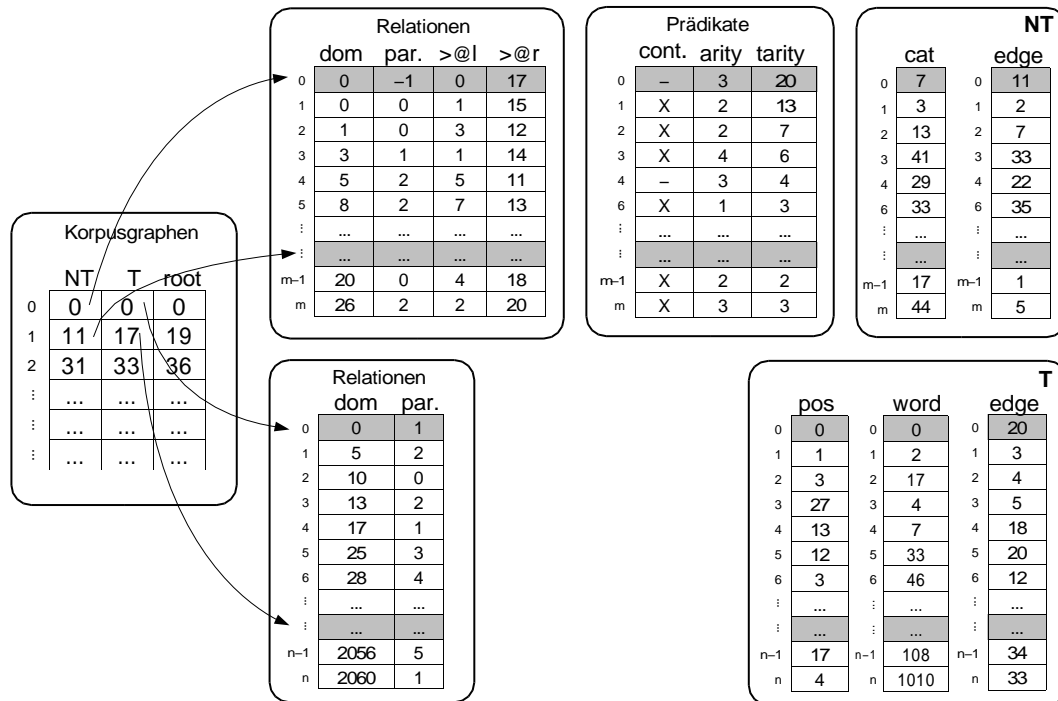 Relationen
dom par. >@l >@r
0 0 −1 0 17
1 0 0 1 15
2 1 0 3 12
3 3 1 1 14
4 5 2 5 11
5 8 2 7 13
⋮ ... ... ... ...
⋮ ... ... ... ...
m−1 20 0 4 18
m 26 2 2 20
Prädikate
cont. arity tarity
0 – 3 20
1 X 2 13
2 X 2 7
3 X 4 6
4 – 3 4
6 X 1 3
⋮ ... ... ...
⋮ ... ... ...
m−1 X 2 2
m X 3 3
NT
cat edge
0 7 0 11
1 3 1 2
2 13 2 7
3 41 3 33
4 29 4 22
6 33 6 35
⋮ ... ⋮ ...
⋮ ... ⋮ ...
m−1 17 m−1 1
m 44 m 5
Korpusgraphen
NT T root
0 0 0 0
1 11 17 19
2 31 33 36
⋮ ... ... ...
⋮ ... ... ...
⋮ ... ... ...
Relationen
dom par.
0 0 1
1 5 2
2 10 0
3 13 2
4 17 1
5 25 3
6 28 4
⋮ ... ...
⋮ ... ...
n−1 2056 5
n 2060 1
T
pos word edge
0 0 0 0 0 20
1 1 1 2 1 3
2 3 2 17 2 4
3 27 3 4 3 5
4 13 4 7 4 18
5 12 5 33 5 20
6 3 6 46 6 12
⋮ ... ⋮ ... ⋮ ...
⋮ ... ⋮ ... ⋮ ...
n−1 17 n−1 108 n−1 34
n 4 n 1010 n 33